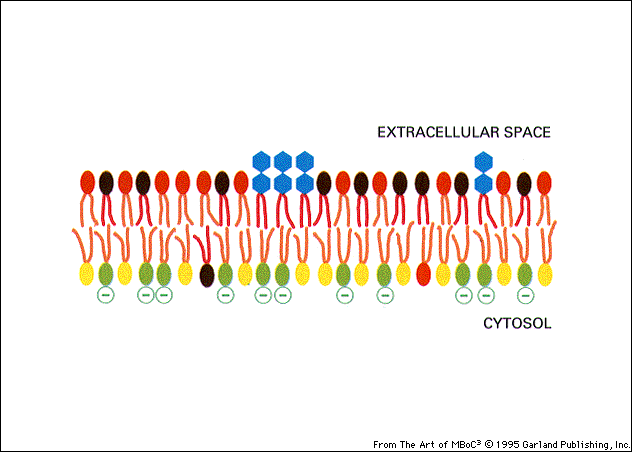 EXTRACELLULAR SPACE
CYTOSOL
From The Art of MBoC³ © 1995 Garland Publishing, Inc.